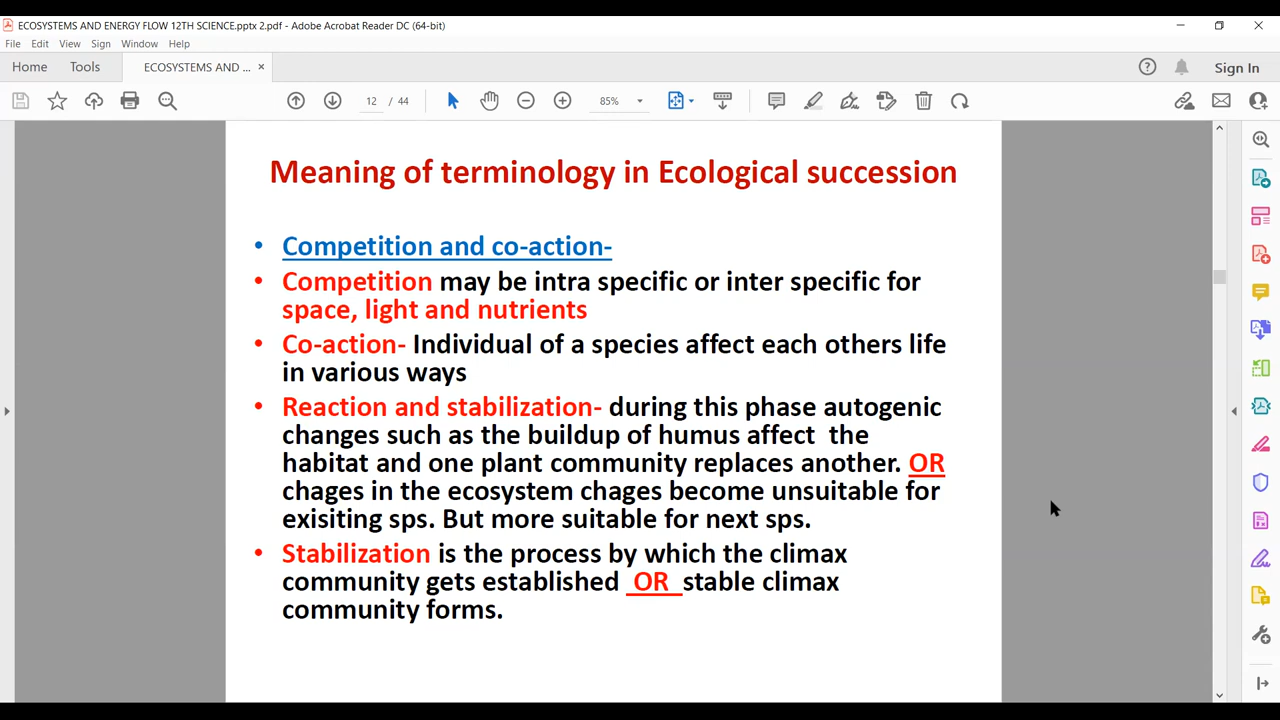 ECOSYSTEMS AND ENERGY FLOW 12TH SCIENCE.pptx 2.pdf - Adobe Acrobat Reader DC (64-bit)
File Edit View Sign Window Help
Home Tools ECOSYSTEMS AND ... Sign In
12 / 44 85%
Meaning of terminology in Ecological succession
• Competition and co-action-
• Competition may be intra specific or inter specific for
space, light and nutrients
• Co-action- Individual of a species affect each others life
in various ways
• Reaction and stabilization- during this phase autogenic
changes such as the buildup of humus affect the
habitat and one plant community replaces another. OR
chages in the ecosystem chages become unsuitable for
exisiting sps. But more suitable for next sps.
• Stabilization is the process by which the climax
community gets established OR stable climax
community forms.